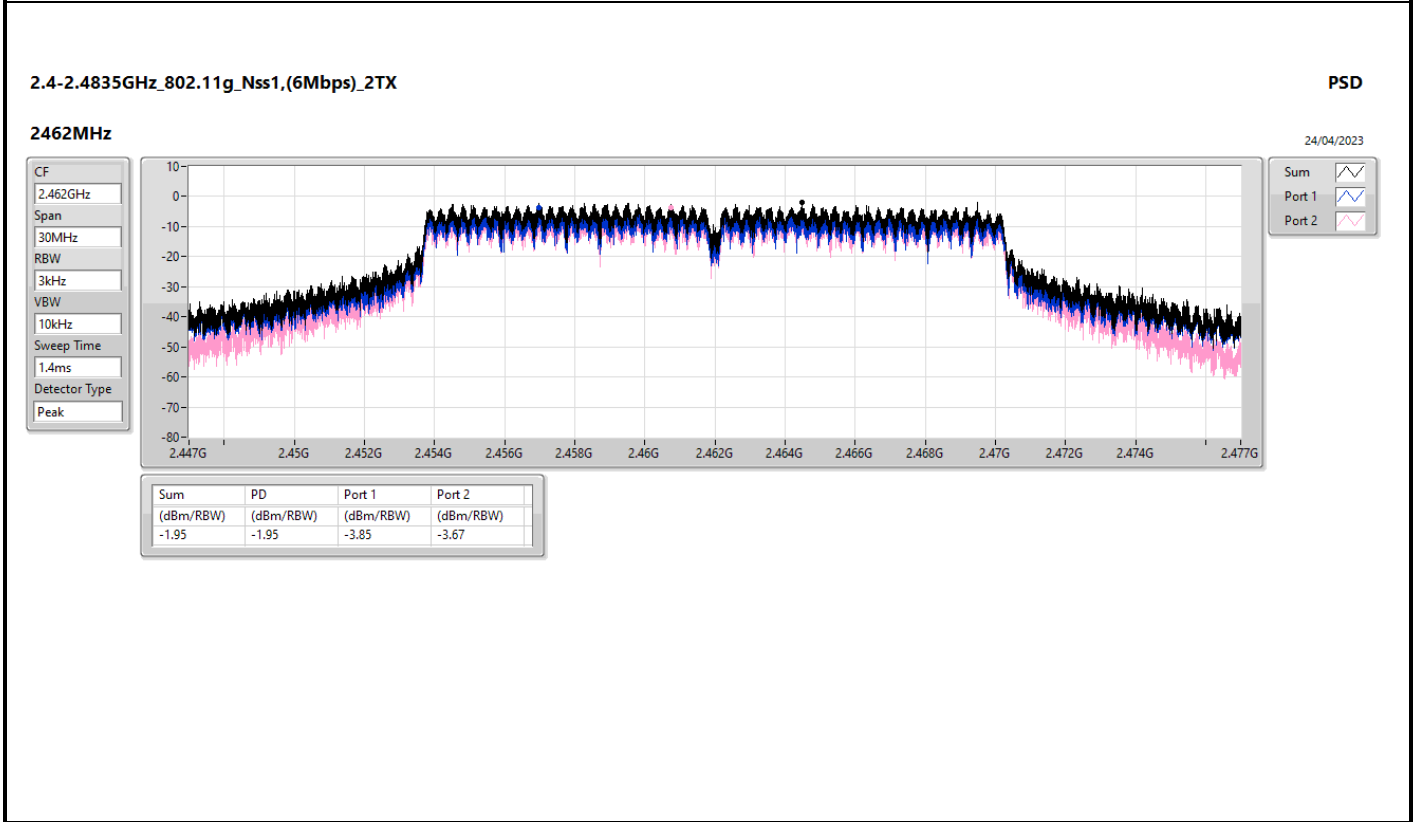 2.4-2.4835GHz_802.11g_Nss1,(6Mbps)_2TX
PSD
2462MHz
24/04/2023
CF
2.462GHz
Span
30MHz
RBW
3kHz
VBW
10kHz
Sweep Time
1.4ms
Detector Type
Peak
10
0
-10
-20
-30
-40
-50
-60
-70
-80
2.447G 2.45G 2.452G 2.454G 2.456G 2.458G 2.46G 2.462G 2.464G 2.466G 2.468G 2.47G 2.472G 2.474G 2.477G
Sum
Port 1
Port 2
Sum PD Port 1 Port 2
(dBm/RBW) (dBm/RBW) (dBm/RBW) (dBm/RBW)
-1.95 -1.95 -3.85 -3.67